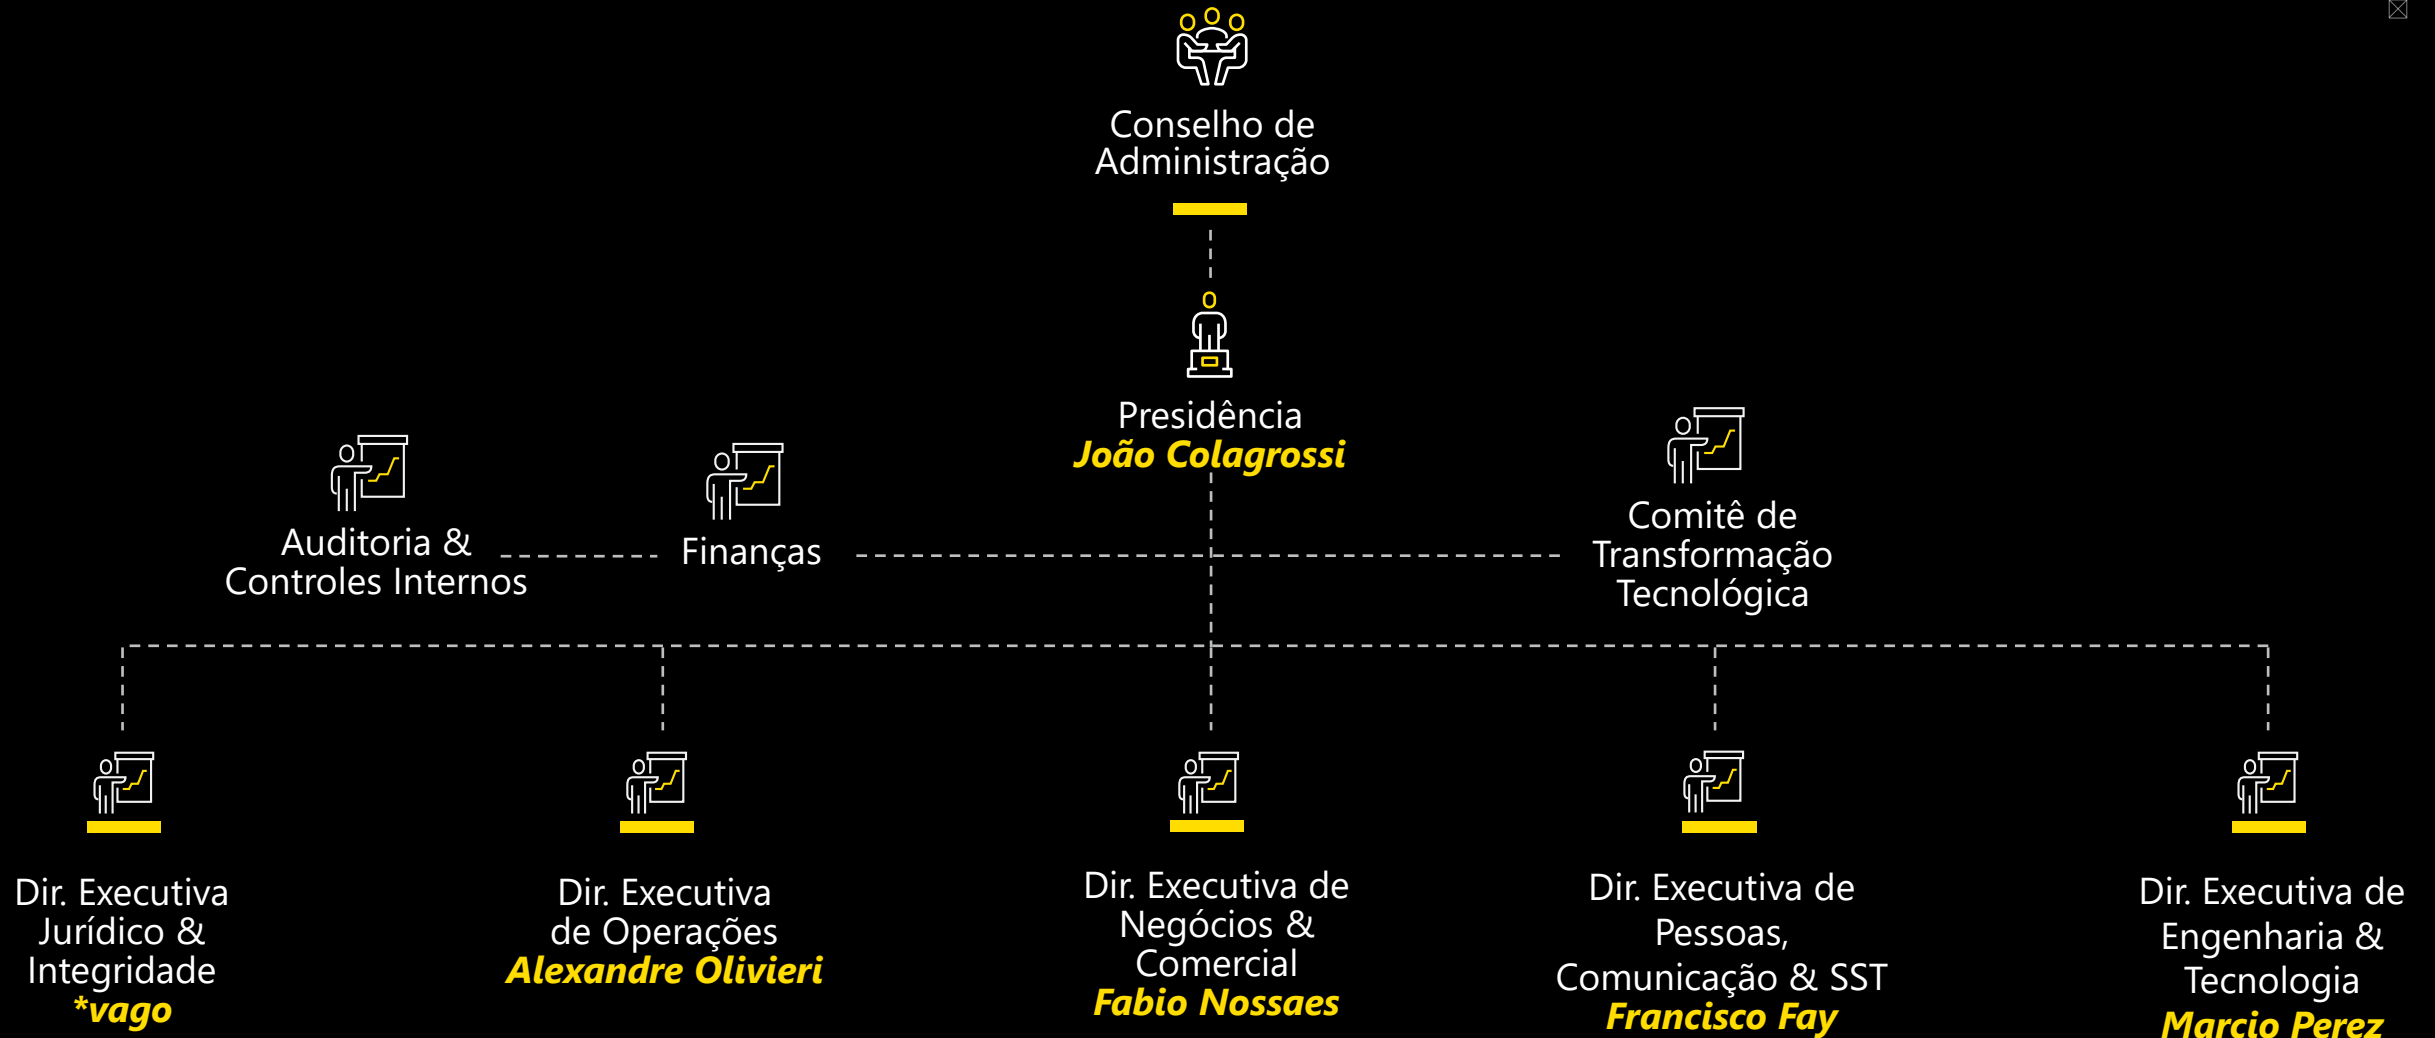 Conselho de
Administração
Presidência
João Colagrossi
Auditoria &
Controles Internos
Finanças
Comitê de
Transformação
Tecnológica
Dir. Executiva
Jurídico &
Integridade
*vago
Dir. Executiva
de Operações
Alexandre Olivieri
Dir. Executiva de
Negócios &
Comercial
Fabio Nossaes
Dir. Executiva de
Pessoas,
Comunicação & SST
Francisco Fay
Dir. Executiva de
Engenharia &
Tecnologia
Marcio Perez